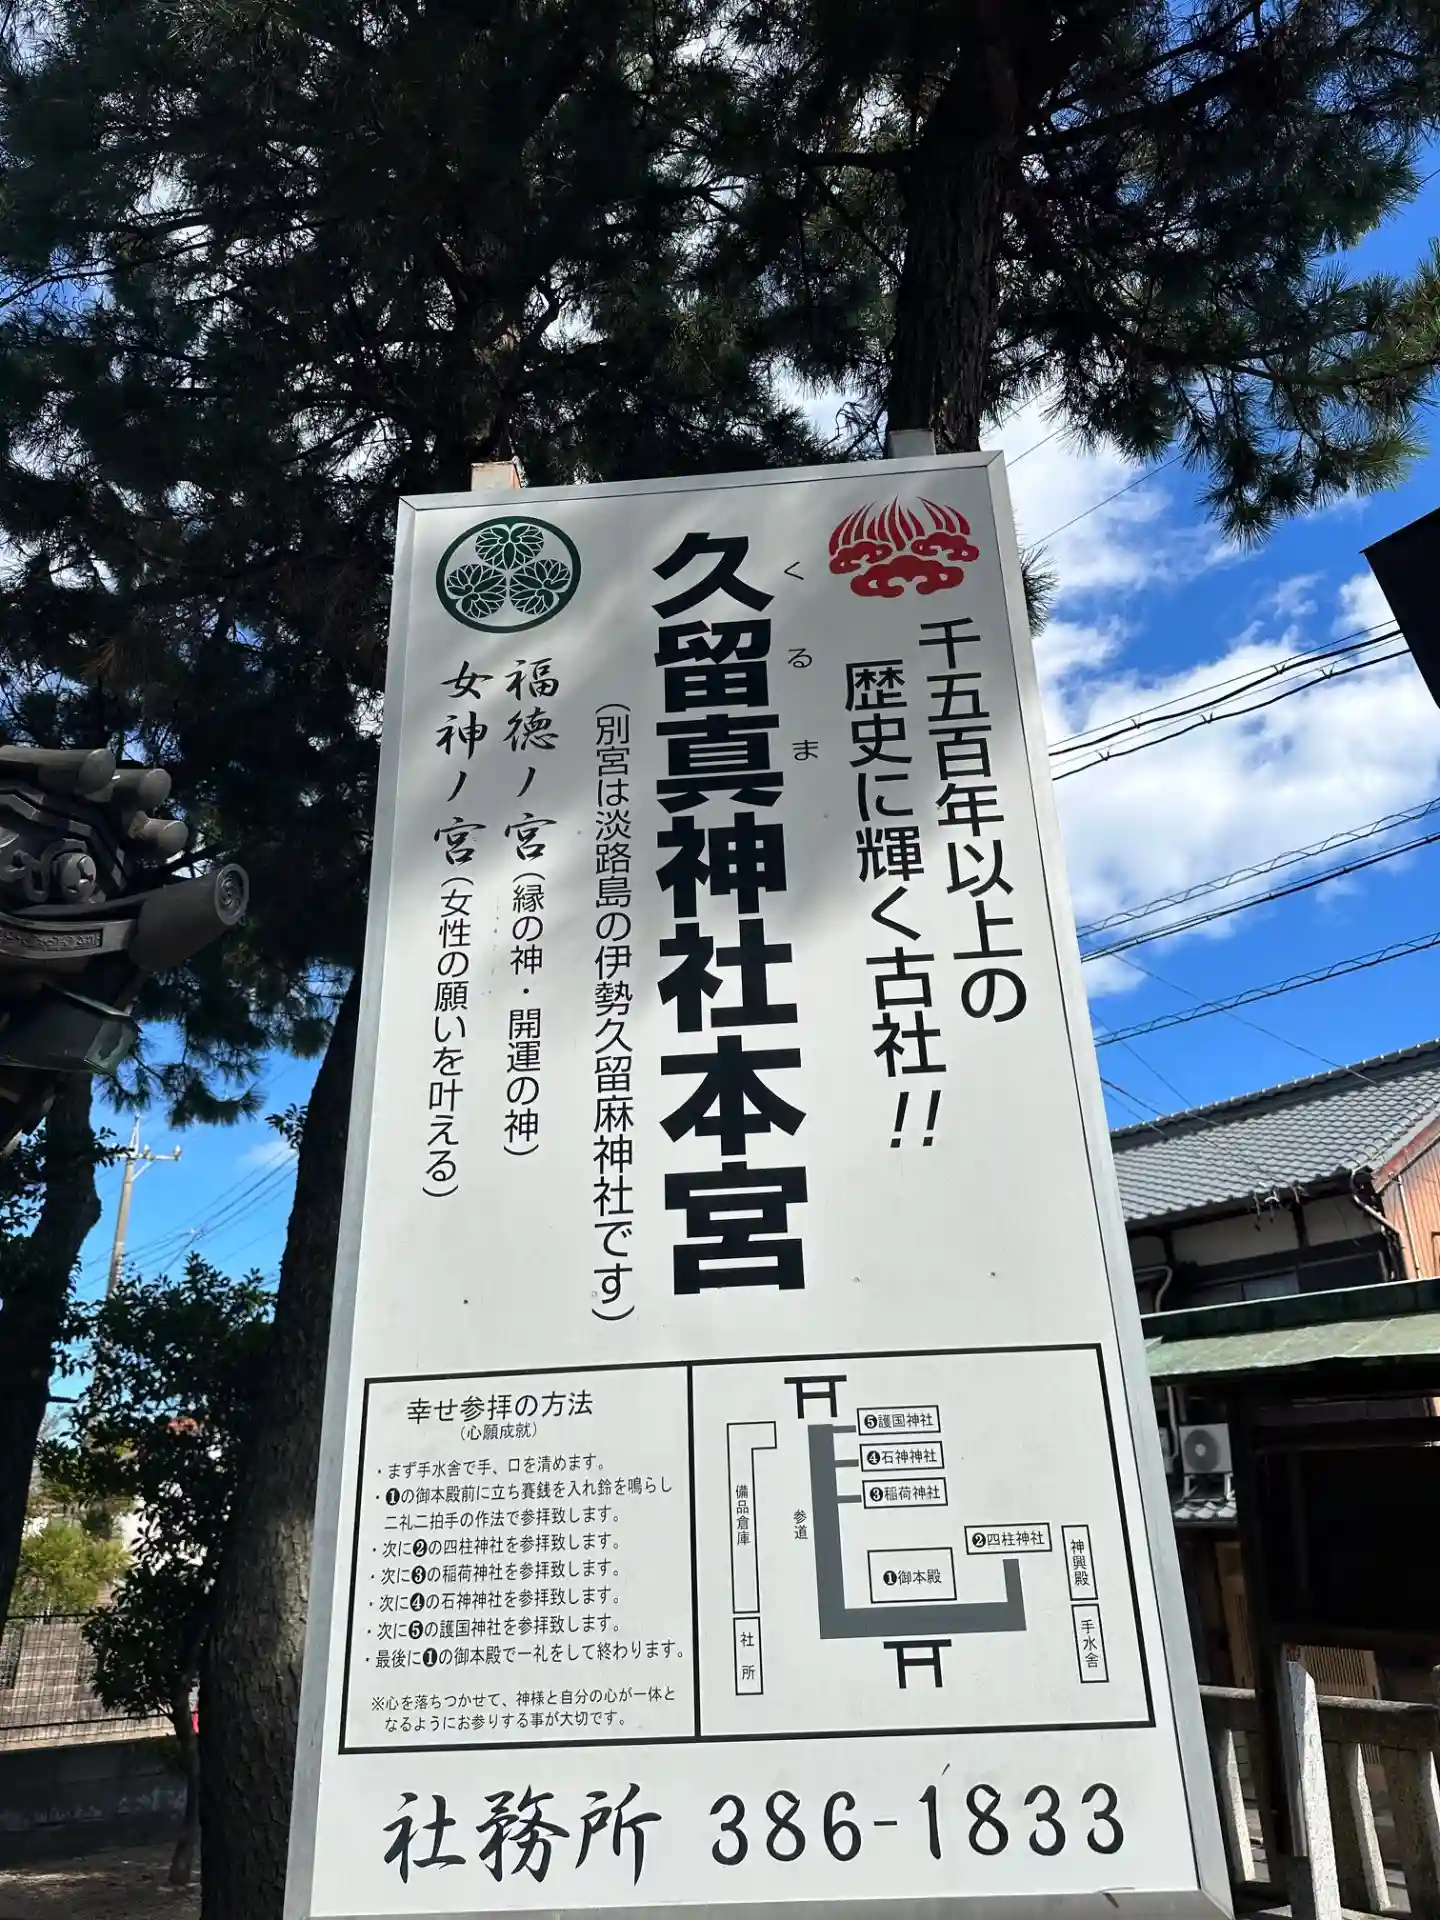 千五百年以上の
歴史に輝く古社!!
久留真神社本宮
くるま
(別宮は淡路島の伊勢久留麻神社です)
福徳ノ宮(縁の神・開運の神)
女神ノ宮(女性の願いを叶える)
幸せ参拝の方法
(心願成就)
・まず手水舎で手、口を清めます。
・❶の御本殿前に立ち賽銭を入れ鈴を鳴らし
二礼二拍手の作法で参拝致します。
・次に❷の四柱神社を参拝致します。
・次に❸の稲荷神社を参拝致します。
・次に❹の石神神社を参拝致します。
・次に❺の護国神社を参拝致します。
・最後に❶の御本殿で一礼をして終わります。
※心を落ちつかせて、神様と自分の心が一体と
なるようにお参りする事が大切です。
❺護国神社
❹石神神社
❸稲荷神社
❷四柱神社
❶御本殿
参道
備品倉庫
社所
神興殿
手水舎
社務所 386-1833